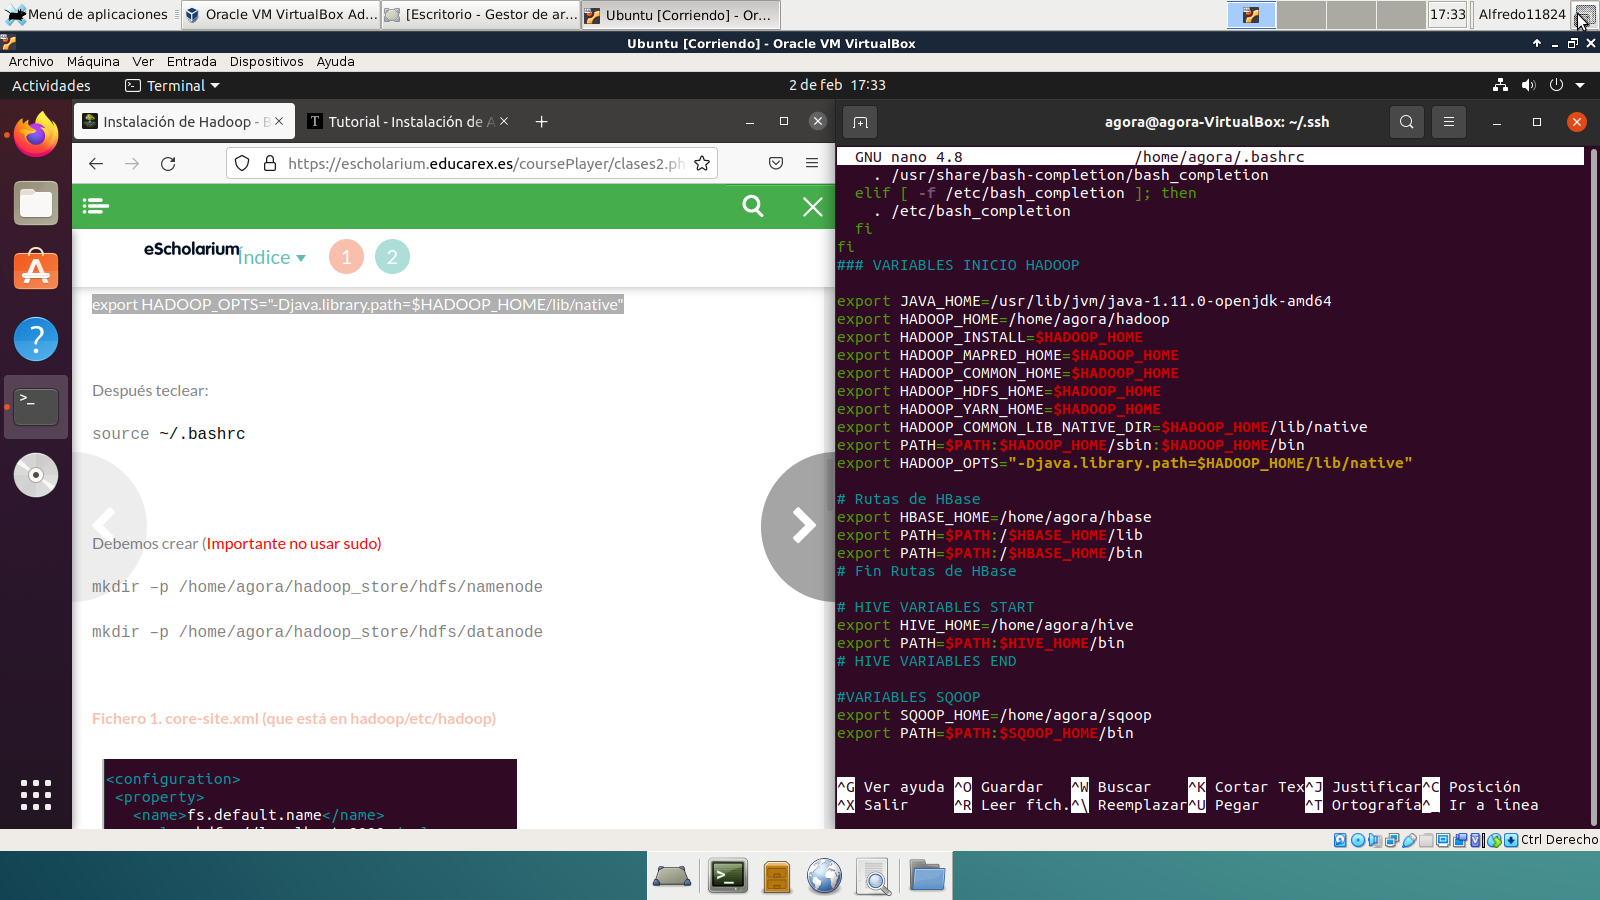 Menú de aplicaciones
Oracle VM VirtualBox Ad...
[Escritorio - Gestor de ar...
Ubuntu [Corriendo] - Or...
17:33
Alfredo11824
Ubuntu [Corriendo] - Oracle VM VirtualBox
Archivo Máquina Ver Entrada Dispositivos Ayuda
Actividades
Terminal
2 de feb 17:33
Instalación de Hadoop - B
Tutorial - Instalación de A
https://escholarium.educarex.es/coursePlayer/clases2.ph
eScholarium
Índice
1
2
export HADOOP_OPTS="-Djava.library.path=$HADOOP_HOME/lib/native"
Después teclear:
source ~/.bashrc
Debemos crear (Importante no usar sudo)
mkdir –p /home/agora/hadoop_store/hdfs/namenode
mkdir –p /home/agora/hadoop_store/hdfs/datanode
Fichero 1. core-site.xml (que está en hadoop/etc/hadoop)
<configuration>
<property>
<name>fs.default.name</name>
agora@agora-VirtualBox: ~/.ssh
GNU nano 4.8 /home/agora/.bashrc
. /usr/share/bash-completion/bash_completion
elif [ -f /etc/bash_completion ]; then
. /etc/bash_completion
fi
fi
### VARIABLES INICIO HADOOP
export JAVA_HOME=/usr/lib/jvm/java-1.11.0-openjdk-amd64
export HADOOP_HOME=/home/agora/hadoop
export HADOOP_INSTALL=$HADOOP_HOME
export HADOOP_MAPRED_HOME=$HADOOP_HOME
export HADOOP_COMMON_HOME=$HADOOP_HOME
export HADOOP_HDFS_HOME=$HADOOP_HOME
export HADOOP_YARN_HOME=$HADOOP_HOME
export HADOOP_COMMON_LIB_NATIVE_DIR=$HADOOP_HOME/lib/native
export PATH=$PATH:$HADOOP_HOME/sbin:$HADOOP_HOME/bin
export HADOOP_OPTS="-Djava.library.path=$HADOOP_HOME/lib/native"
# Rutas de HBase
export HBASE_HOME=/home/agora/hbase
export PATH=$PATH:/$HBASE_HOME/lib
export PATH=$PATH:/$HBASE_HOME/bin
# Fin Rutas de HBase
# HIVE VARIABLES START
export HIVE_HOME=/home/agora/hive
export PATH=$PATH:$HIVE_HOME/bin
# HIVE VARIABLES END
#VARIABLES SQOOP
export SQOOP_HOME=/home/agora/sqoop
export PATH=$PATH:$SQOOP_HOME/bin
^G Ver ayuda ^O Guardar ^W Buscar ^K Cortar Tex^J Justificar^C Posición
^X Salir ^R Leer fich.^\ Reemplazar^U Pegar ^T Ortografía^_ Ir a línea
Ctrl Derecho